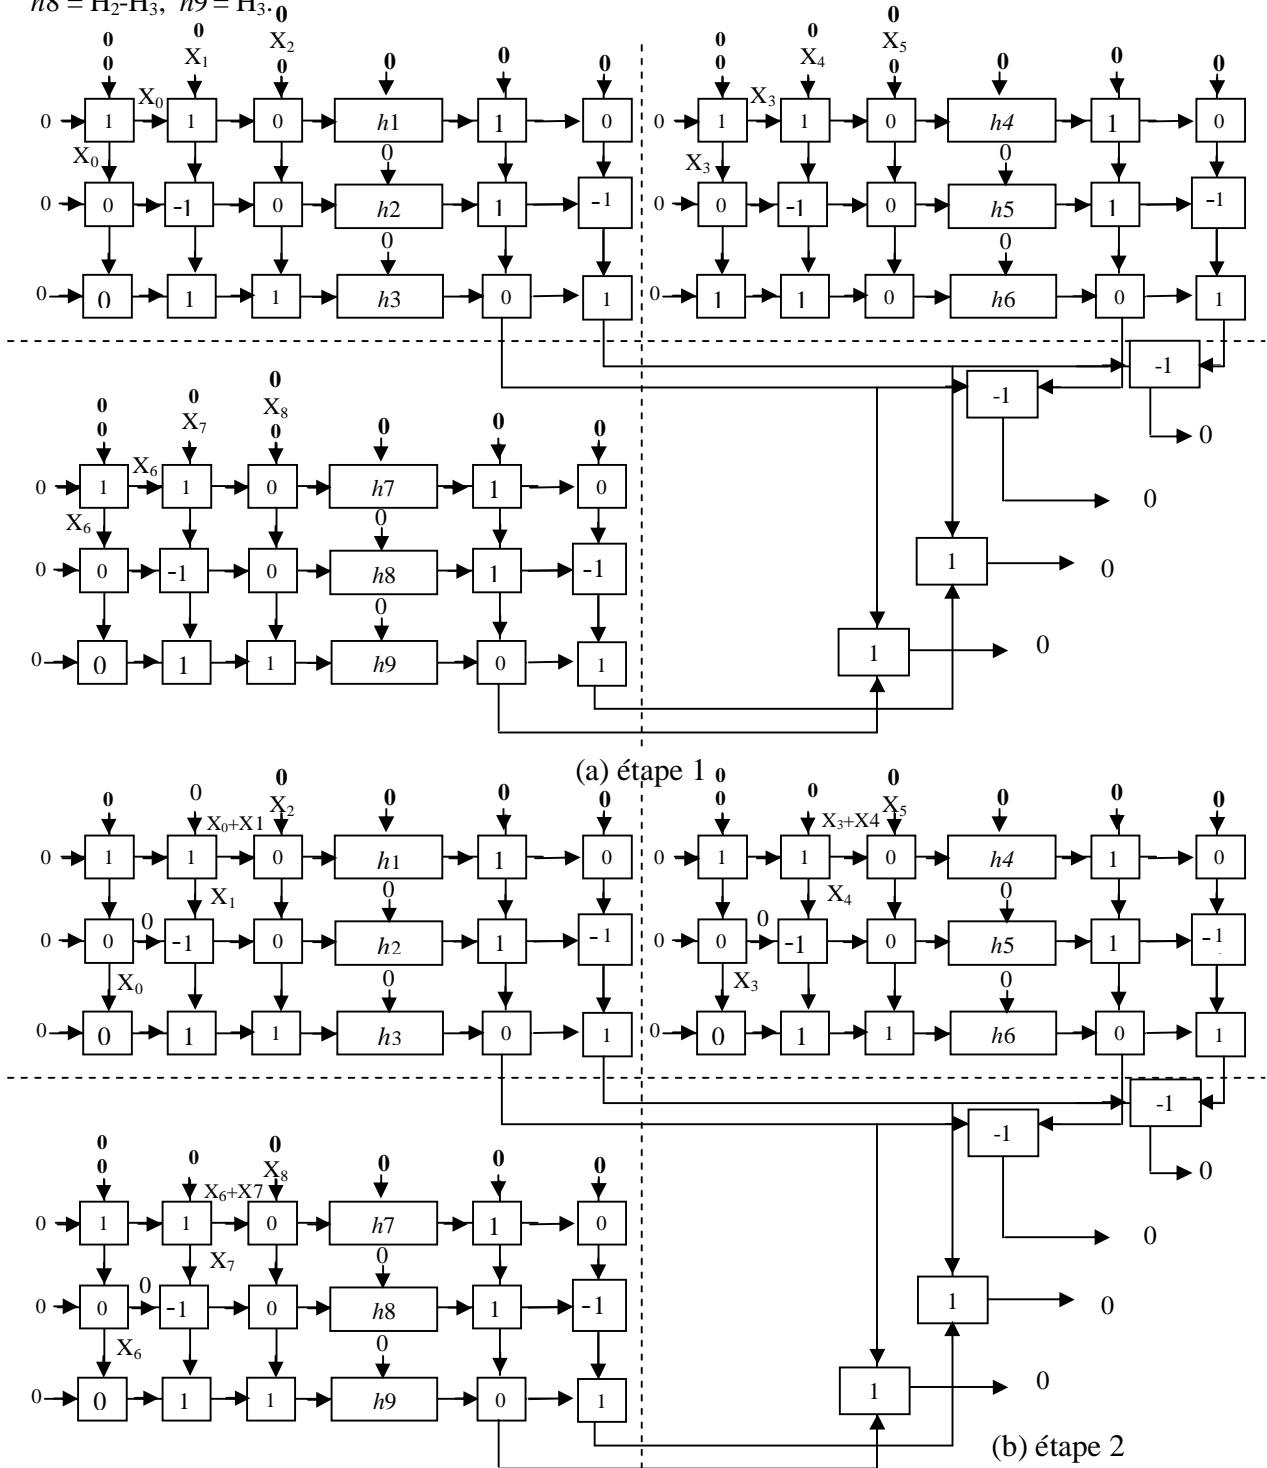 h8 = H₂-H₃, h9 = H₃.
0 0 0 0 0 0
0 X₁ X₂ 0 X₄ X₅
0 0 0 0 0 0 0 0
X₀ X₃
0 1 1 0 h1 1 0 0 1 1 0 h4 1 0
X₀ 0 X₃ 0
0 0 -1 0 h2 1 -1 0 0 -1 0 h5 1 -1
0 0
0 0 1 1 h3 0 1 0 1 1 0 h6 0 1
-1
-1
0 0 0
0 X₇ X₈ 0 0 0
0 0
X₆
0 1 1 0 h7 1 0 0
X₆ 0
0 0 -1 0 h8 1 -1 1 0
0
0 0 1 1 h9 0 1 1 0
(a) étape 1
0 0 0 0
0 0 X₂ 0 0 0 0 0 X₅ 0 0 0
X₀+X1 X₃+X4
0 1 1 0 h1 1 0 0 1 1 0 h4 1 0
X₁ 0 X₄ 0
0 0 0 -1 0 h2 1 -1 0 0 0 -1 0 h5 1 -1
X₀ 0 X₃ 0
0 0 1 1 h3 0 1 0 0 1 1 h6 0 1
-1
-1
0 0 0
0 X₈ 0 0 0 0
X₆+X7
0 1 1 0 h7 1 0 0
X₇ 0
0 0 0 -1 0 h8 1 -1 1 0
X₆ 0
0 0 1 1 h9 0 1 1 0
(b) étape 2